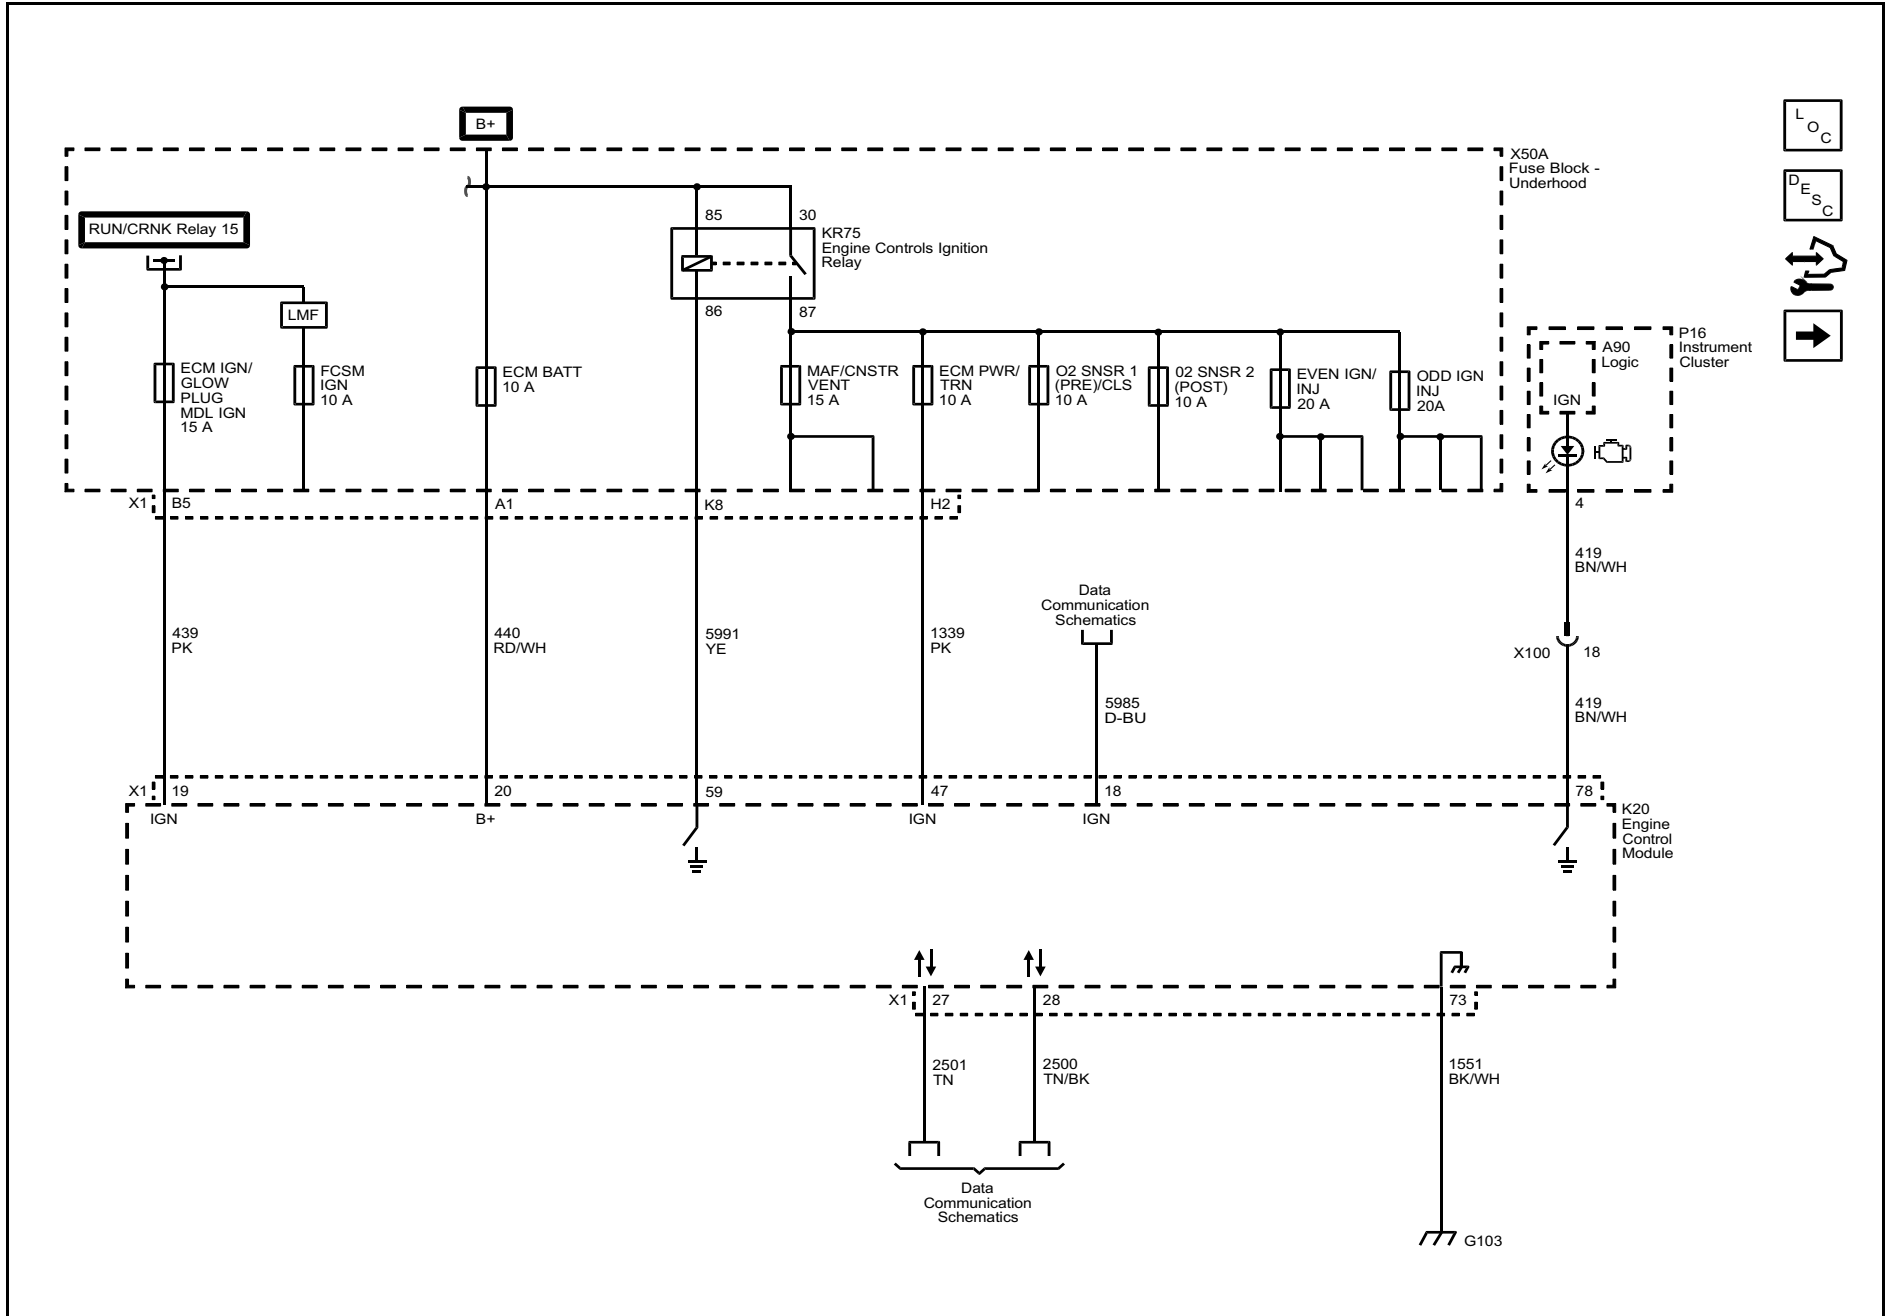 B+
X50A
Fuse Block -
Underhood
L
O
C
D
E
S
C
RUN/CRNK Relay 15
85
30
KR75
Engine Controls Ignition
Relay
86
87
LMF
ECM IGN/
GLOW
PLUG
MDL IGN
15 A
FCSM
IGN
10 A
ECM BATT
10 A
MAF/CNSTR
VENT
15 A
ECM PWR/
TRN
10 A
O2 SNSR 1
(PRE)/CLS
10 A
02 SNSR 2
(POST)
10 A
EVEN IGN/
INJ
20 A
ODD IGN
INJ
20A
P16
Instrument
Cluster
A90
Logic
IGN
X1
B5
A1
K8
H2
4
419
BN/WH
Data
Communication
Schematics
439
PK
440
RD/WH
5991
YE
1339
PK
X100
18
5985
D-BU
419
BN/WH
X1
19
20
59
47
18
78
IGN
B+
IGN
IGN
K20
Engine
Control
Module
X1
27
28
73
2501
TN
2500
TN/BK
1551
BK/WH
Data
Communication
Schematics
G103